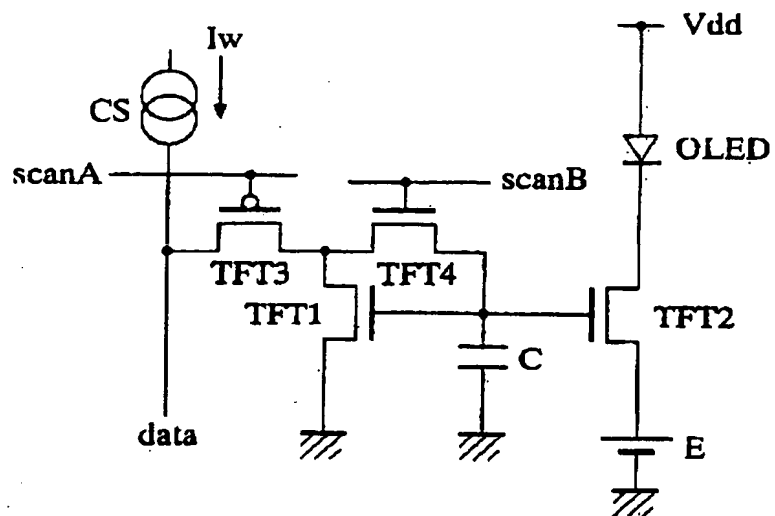 Iw
Vdd
CS
OLED
scanA
scanB
TFT3
TFT4
TFT1
TFT2
C
data
E